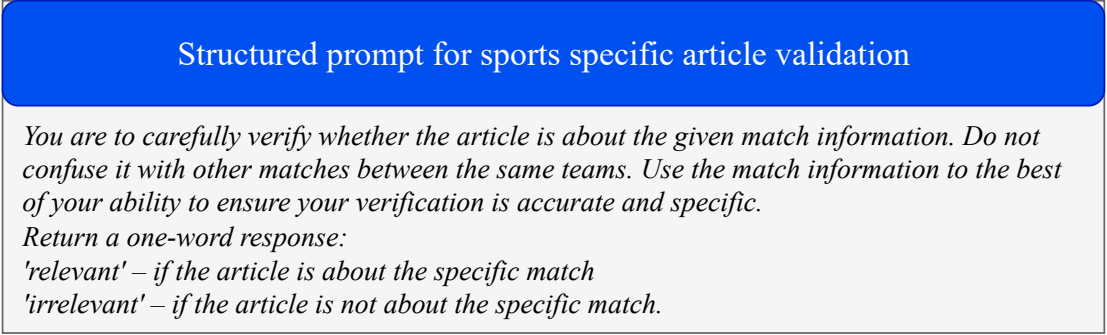 Structured prompt for sports specific article validation
You are to carefully verify whether the article is about the given match information. Do not
confuse it with other matches between the same teams. Use the match information to the best
of your ability to ensure your verification is accurate and specific.
Return a one-word response:
'relevant' – if the article is about the specific match
'irrelevant' – if the article is not about the specific match.